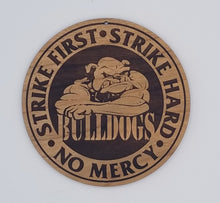 STRIKE FIRST • STRIKE HARD
BULLDOGS
• NO MERCY •